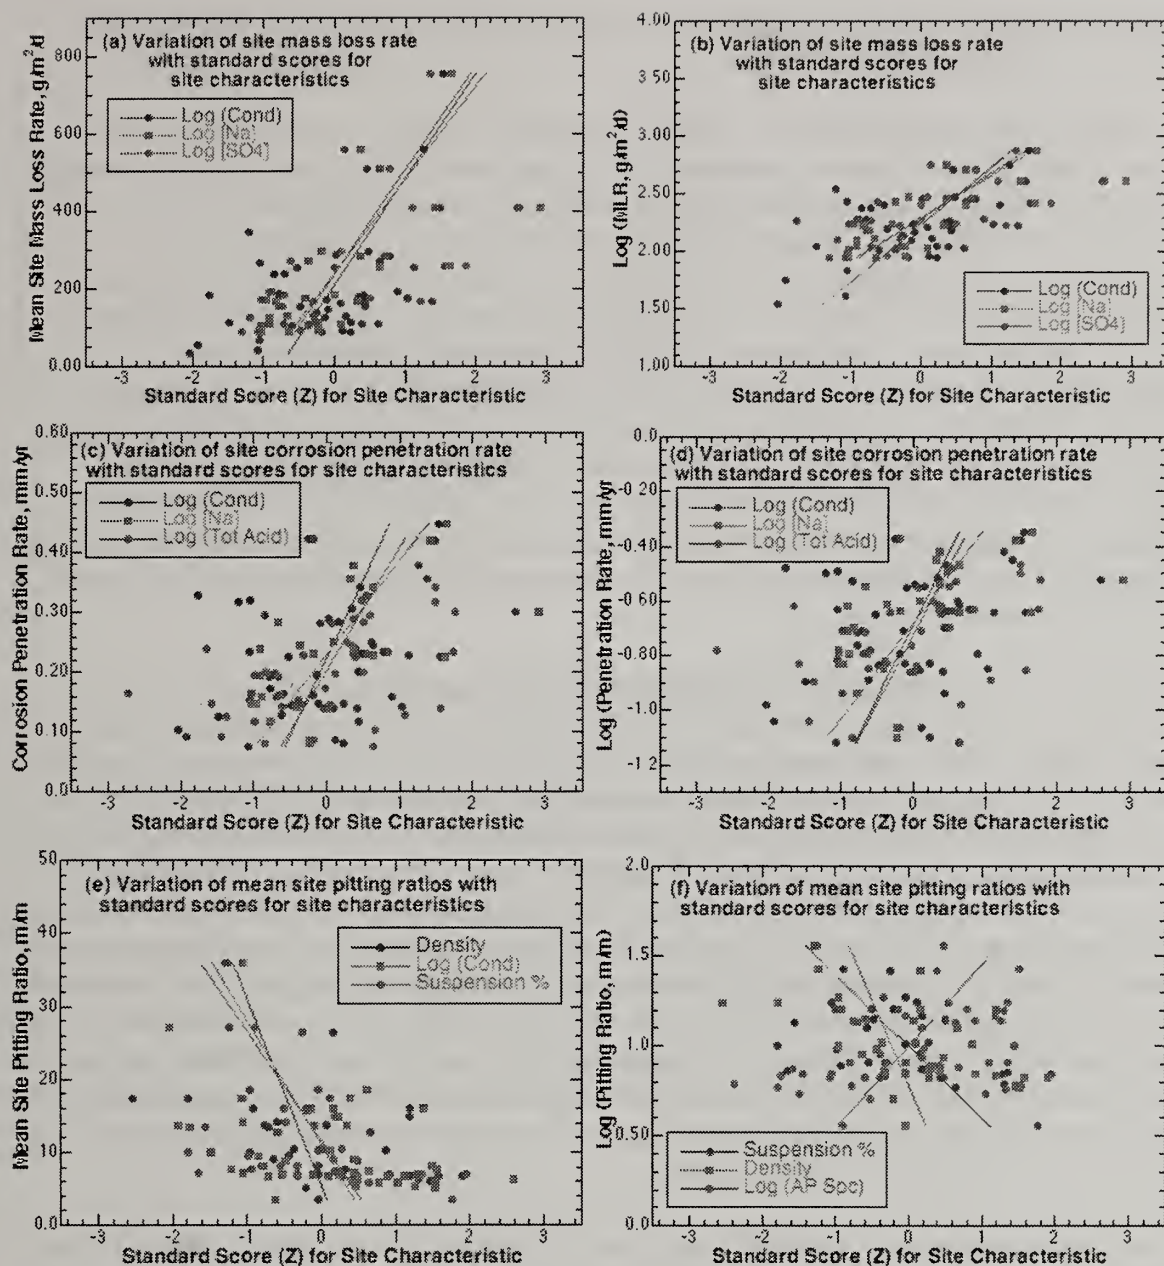 (a) Variation of site mass loss rate
with standard scores for
site characteristics
Log (Cond)
Log [Na]
Log [SO4]
Mean Site Mass Loss Rate, g/m²/d
800
600
400
200
0.00
-3 -2 -1 0 1 2 3
Standard Score (Z) for Site Characteristic
(b) Variation of site mass loss rate
with standard scores for
site characteristics
Log (Cond)
Log [Na]
Log [SO4]
Log (MLR, g/m²/d)
4.00
3 50
3.00
2.50
2.00
1.50
1.00
-3 -2 -1 0 1 2 3
Standard Score (Z) for Site Characteristic
(c) Variation of site corrosion penetration rate
with standard scores for site characteristics
Log (Cond)
Log [Na]
Log (Tot Acid)
Corrosion Penetration Rate, mm/yr
0.60
0.50
0.40
0.30
0.20
0.10
0.0
-3 -2 -1 0 1 2 3
Standard Score (Z) for Site Characteristic
(d) Variation of site corrosion penetration rate
with standard scores for site characteristics
Log (Cond)
Log [Na]
Log (Tot Acid)
Log (Penetration Rate, mm/yr)
0.0
-0 20
-0.40
-0 60
-0.80
-1.0
-1 2
-3 -2 -1 0 1 2 3
Standard Score (Z) for Site Characteristic
(e) Variation of mean site pitting ratios with
standard scores for site characteristics
Density
Log (Cond)
Suspension %
Mean Site Pitting Ratio, m/m
50
40
30
20
10
0.0
-3 -2 -1 0 1 2 3
Standard Score (Z) for Site Characteristic
(f) Variation of mean site pitting ratios with
standard scores for site characteristics
Suspension %
Density
Log (AP Spc)
Log (Pitting Ratio, m/m)
2.0
1.5
1.0
0.50
0.0
-3 -2 -1 0 1 2 3
Standard Score (Z) for Site Characteristic